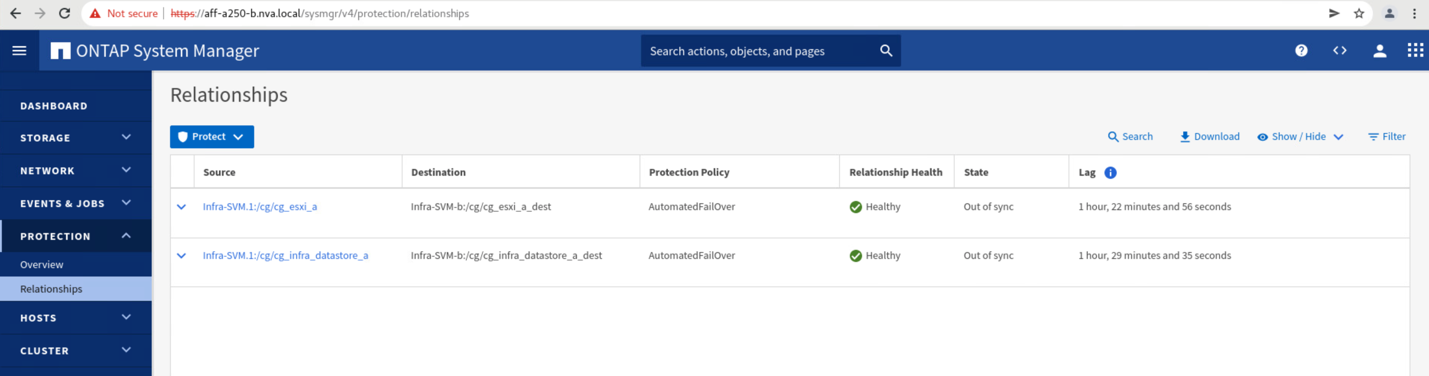 Not secure | https://aff-a250-b.nva.local/sysmgr/v4/protection/relationships
ONTAP System Manager
Search actions, objects, and pages
DASHBOARD
STORAGE
NETWORK
EVENTS & JOBS
PROTECTION
Overview
Relationships
HOSTS
CLUSTER
Relationships
Protect
Search Download Show / Hide Filter
Source Destination Protection Policy Relationship Health State Lag
Infra-SVM.1:/cg/cg_esxi_a Infra-SVM-b:/cg/cg_esxi_a_dest AutomatedFailOver Healthy Out of sync 1 hour, 22 minutes and 56 seconds
Infra-SVM.1:/cg/cg_infra_datastore_a Infra-SVM-b:/cg/cg_infra_datastore_a_dest AutomatedFailOver Healthy Out of sync 1 hour, 29 minutes and 35 seconds